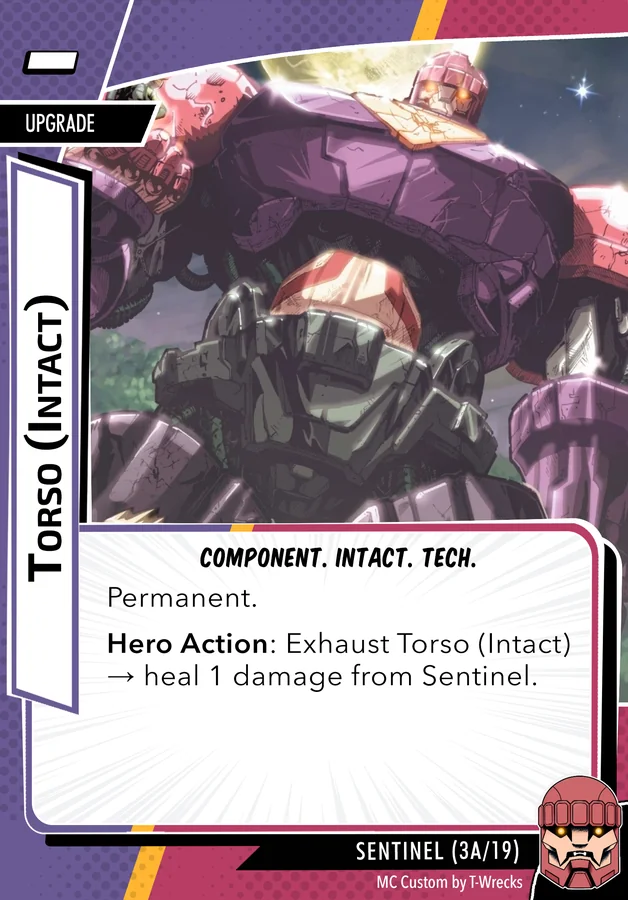 UPGRADE
TORSO (INTACT)
COMPONENT. INTACT. TECH.
Permanent.
Hero Action: Exhaust Torso (Intact)
→ heal 1 damage from Sentinel.
SENTINEL (3A/19)
MC Custom by T-Wrecks